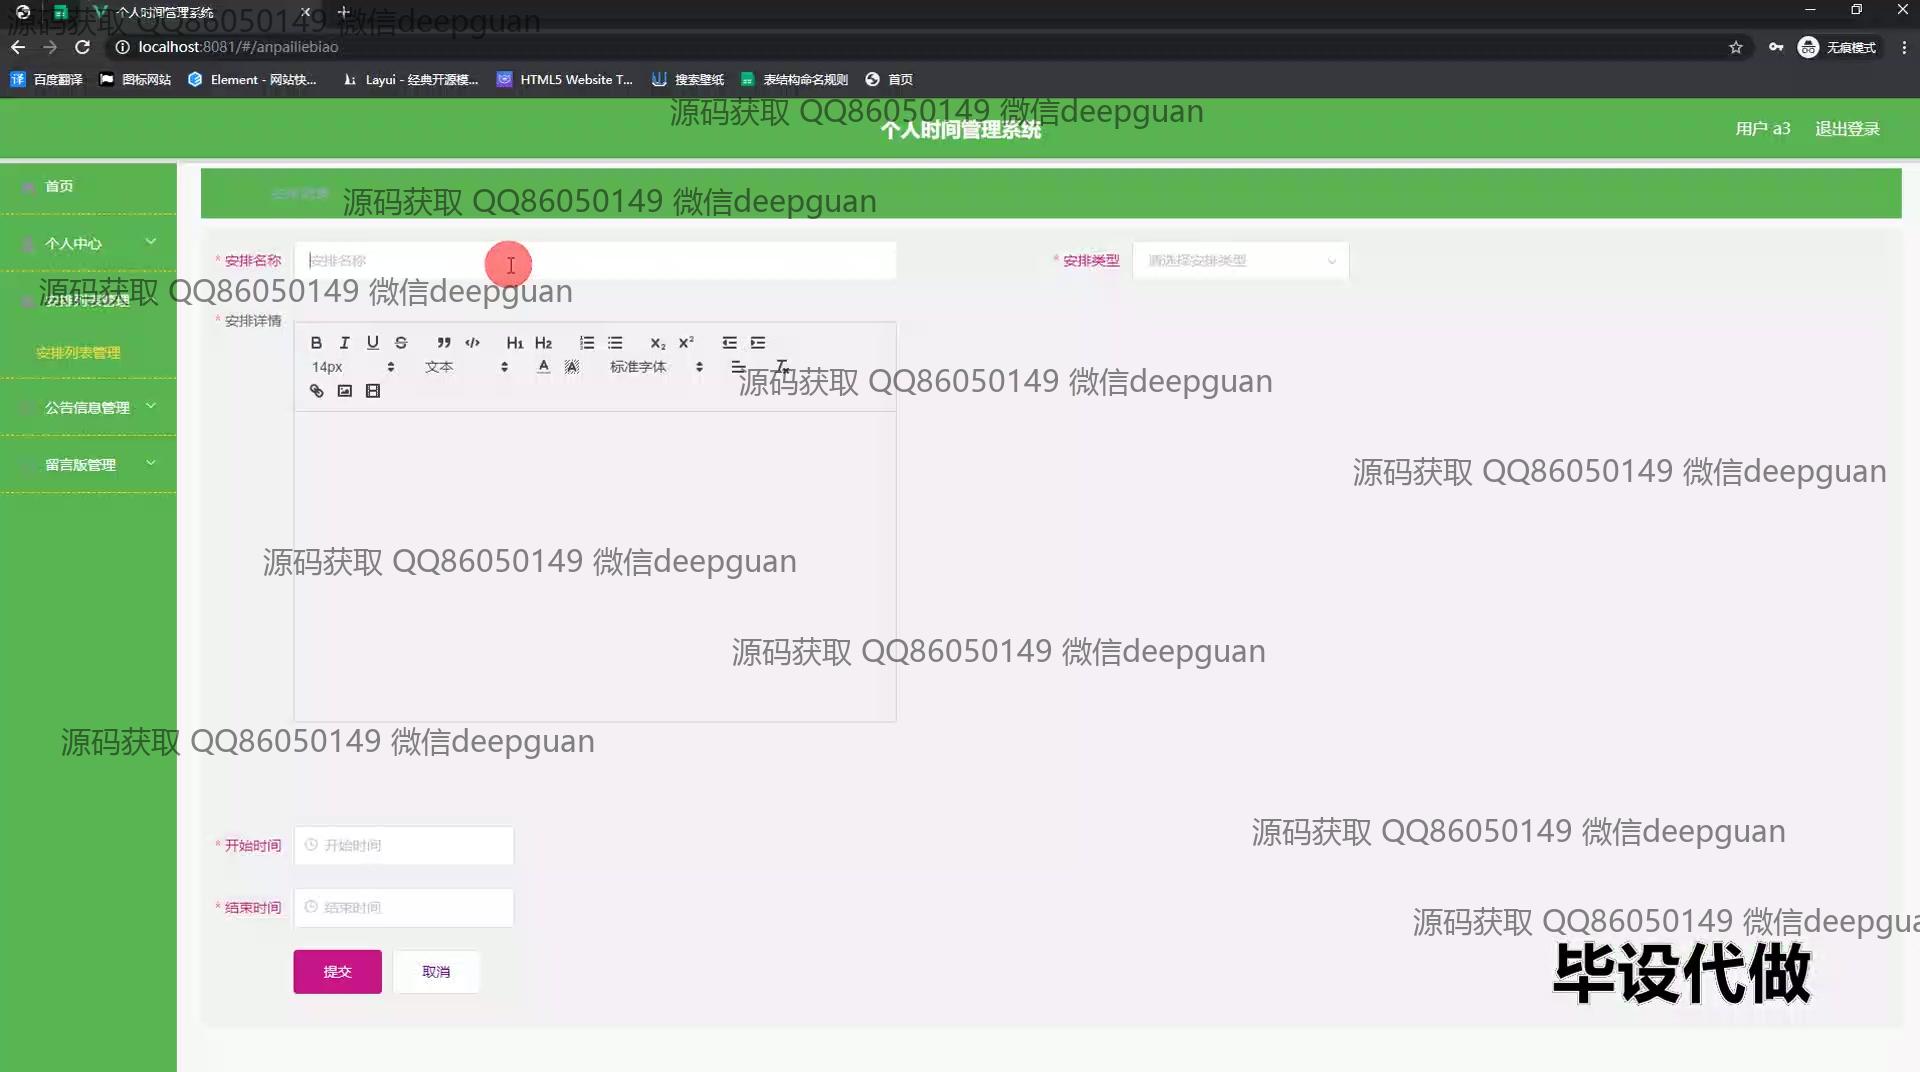 个人时间管理系统
源码获取 QQ86050149 微信deepguan
localhost:8081/#/anpailiebiao
无痕模式
百度翻译
图标网站
Element - 网站快...
Layui - 经典开源模...
HTML5 Website T...
搜索壁纸
表结构命名规则
首页
源码获取 QQ86050149 微信deepguan
个人时间管理系统
用户 a3
退出登录
首页
源码获取 QQ86050149 微信deepguan
个人中心
* 安排名称
安排名称
* 安排类型
请选择安排类型
源码获取 QQ86050149 微信deepguan
* 安排详情
安排列表管理
B I U S H1 H2 X2 X2
14px
文本
A
标准字体
源码获取 QQ86050149 微信deepguan
公告信息管理
留言版管理
源码获取 QQ86050149 微信deepguan
源码获取 QQ86050149 微信deepguan
源码获取 QQ86050149 微信deepguan
源码获取 QQ86050149 微信deepguan
源码获取 QQ86050149 微信deepguan
* 开始时间
开始时间
* 结束时间
结束时间
源码获取 QQ86050149 微信deepgua
提交
取消
毕设代做